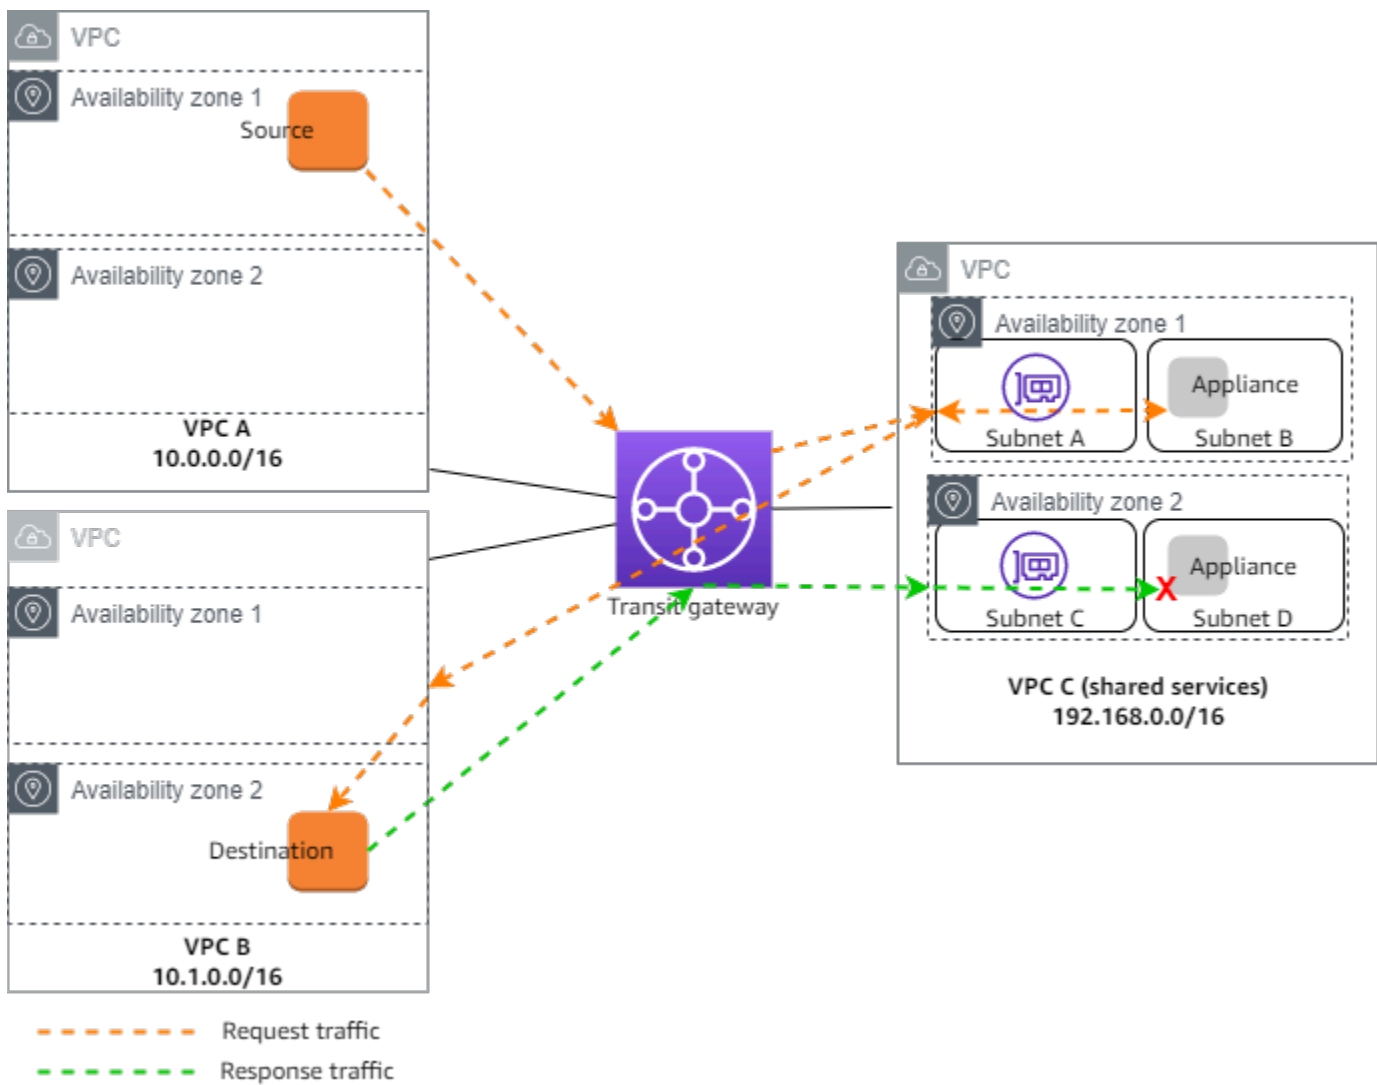 VPC
Availability zone 1
Source
Availability zone 2
VPC A
10.0.0.0/16
VPC
Availability zone 1
Availability zone 2
Destination
VPC B
10.1.0.0/16
Transit gateway
VPC
Availability zone 1
Appliance
Subnet A
Subnet B
Availability zone 2
Appliance
Subnet C
X
Subnet D
VPC C (shared services)
192.168.0.0/16
Request traffic
Response traffic